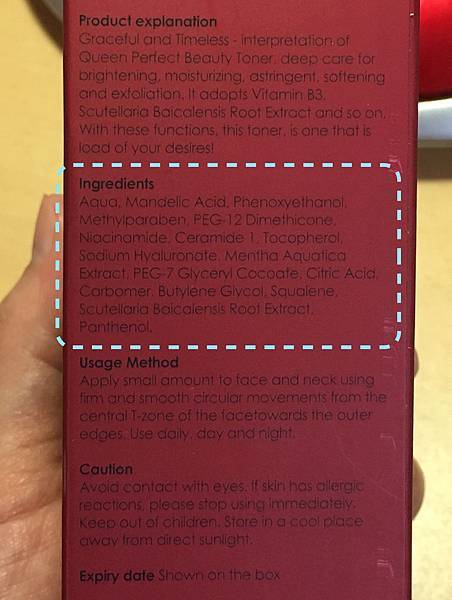 Product explanation
Graceful and Timeless - interpretation of
Queen Perfect Beauty Toner, deep care for
brightening, moisturizing, astringent, softening
and exfoliation. It adopts Vitamin B3,
Scutellaria Baicalensis Root Extract and so on.
With these functions, this toner, is one that is
load of your desires!
Ingredients
Aqua, Mandelic Acid, Phenoxyethanol,
Methylparaben, PEG-12 Dimethicone,
Niacinamide, Ceramide 1, Tocopherol,
Sodium Hyaluronate, Mentha Aquatica
Extract, PEG-7 Glyceryl Cocoate, Citric Acid,
Carbomer, Butylene Glycol, Squalene,
Scutellaria Baicalensis Root Extract,
Panthenol.
Usage Method
Apply small amount to face and neck using
firm and smooth circular movements from the
central T-zone of the facetowards the outer
edges. Use daily, day and night.
Caution
Avoid contact with eyes. If skin has allergic
reactions, please stop using immediately.
Keep out of children. Store in a cool place
away from direct sunlight.
Expiry date Shown on the box